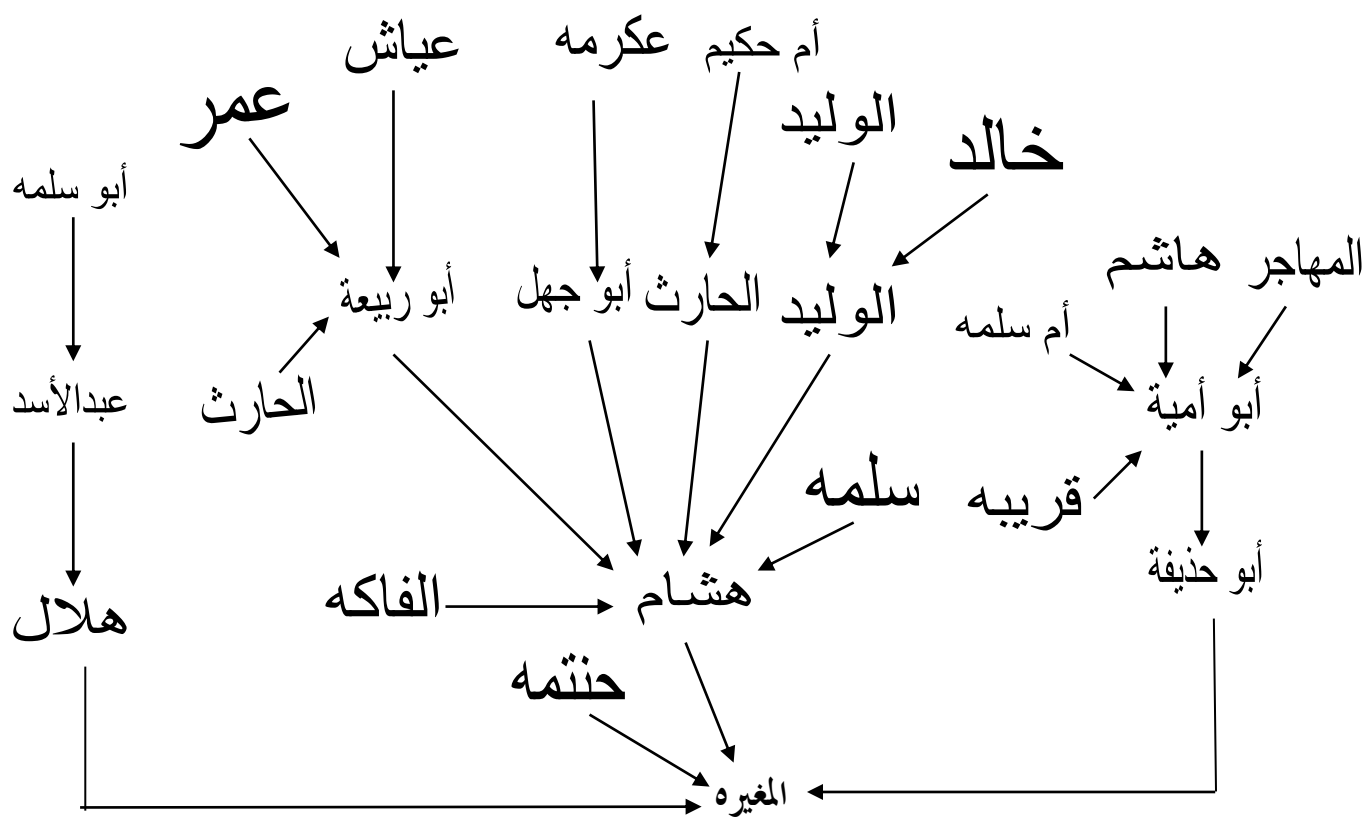 أم حكيم
عكرمه
عياش
الوليد
عمر
خالد
أبو سلمه
المهاجر
هاشم
أم سلمه
الوليد
الحارث
أبو جهل
أبو ربيعة
أبو أمية
الحارث
عبدالأسد
قريبه
سلمه
أبو حذيفة
هشام
الفاكه
هلال
حنتمه
المغيره